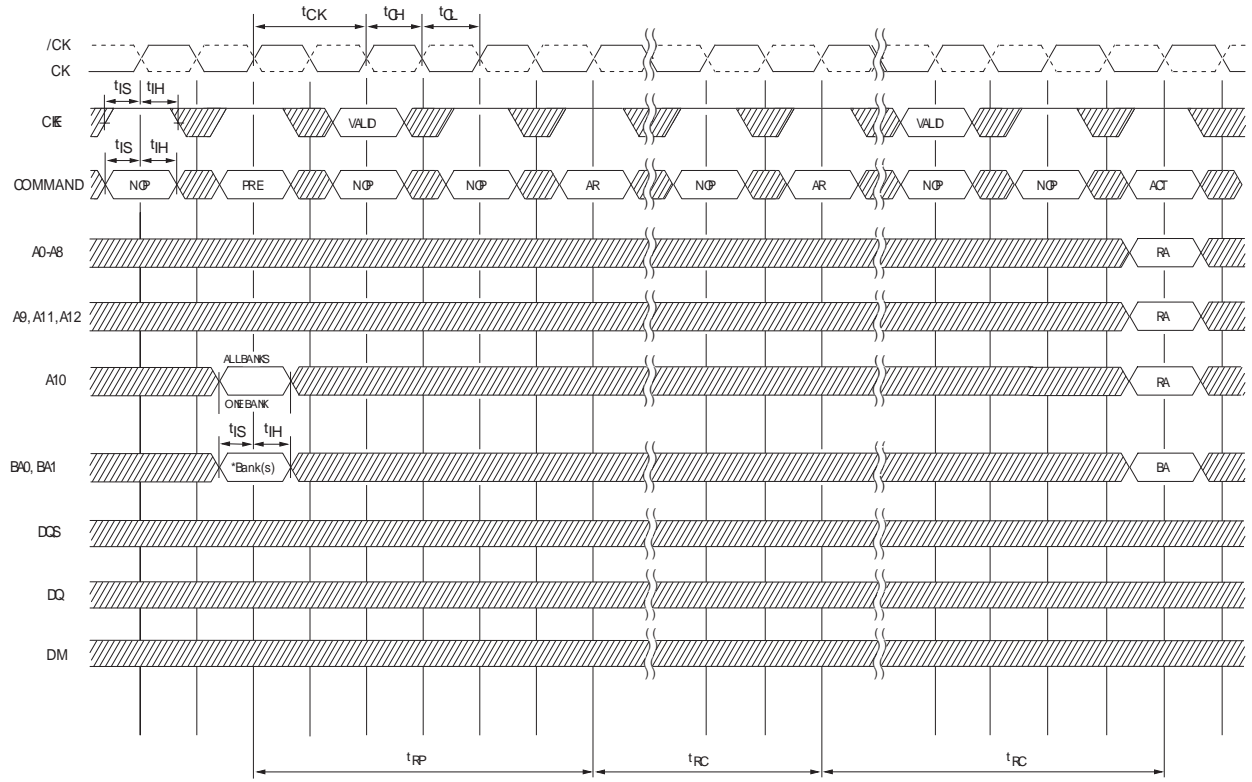 tCK tCH tCL
/CK
CK
tIS tIH
CKE VALID VALID
tIS tIH
COMMAND NOP PRE NOP NOP AR NOP AR NOP NOP ACT
A0-A8 RA
A9, A11, A12 RA
ALL BANKS
A10 RA
ONE BANK
tIS tIH
BA0, BA1 *Bank(s) BA
DQS
DQ
DM
tRP tRC tRC